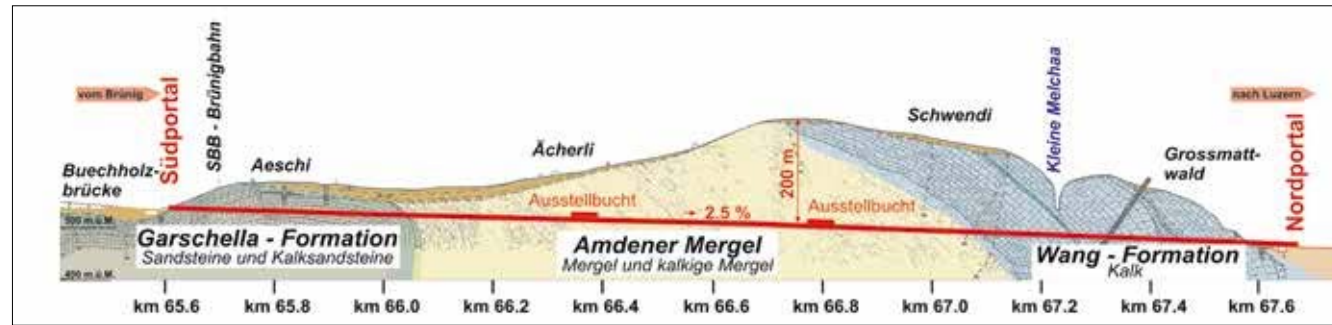 vom Brünig
Südportal
SBB - Brünigbahn
Buechholz-
brücke
Aeschi
Ächerli
Ausstellbucht
2.5 %
200 m
Ausstellbucht
Schwendi
Kleine Melchaa
Grossmatt-
wald
nach Luzern
Nordportal
400 m.ü.M.
Garschella - Formation
Sandsteine und Kalksandsteine
Amdener Mergel
Mergel und kalkige Mergel
Wang - Formation
Kalk
km 65.6
km 65.8
km 66.0
km 66.2
km 66.4
km 66.6
km 66.8
km 67.0
km 67.2
km 67.4
km 67.6